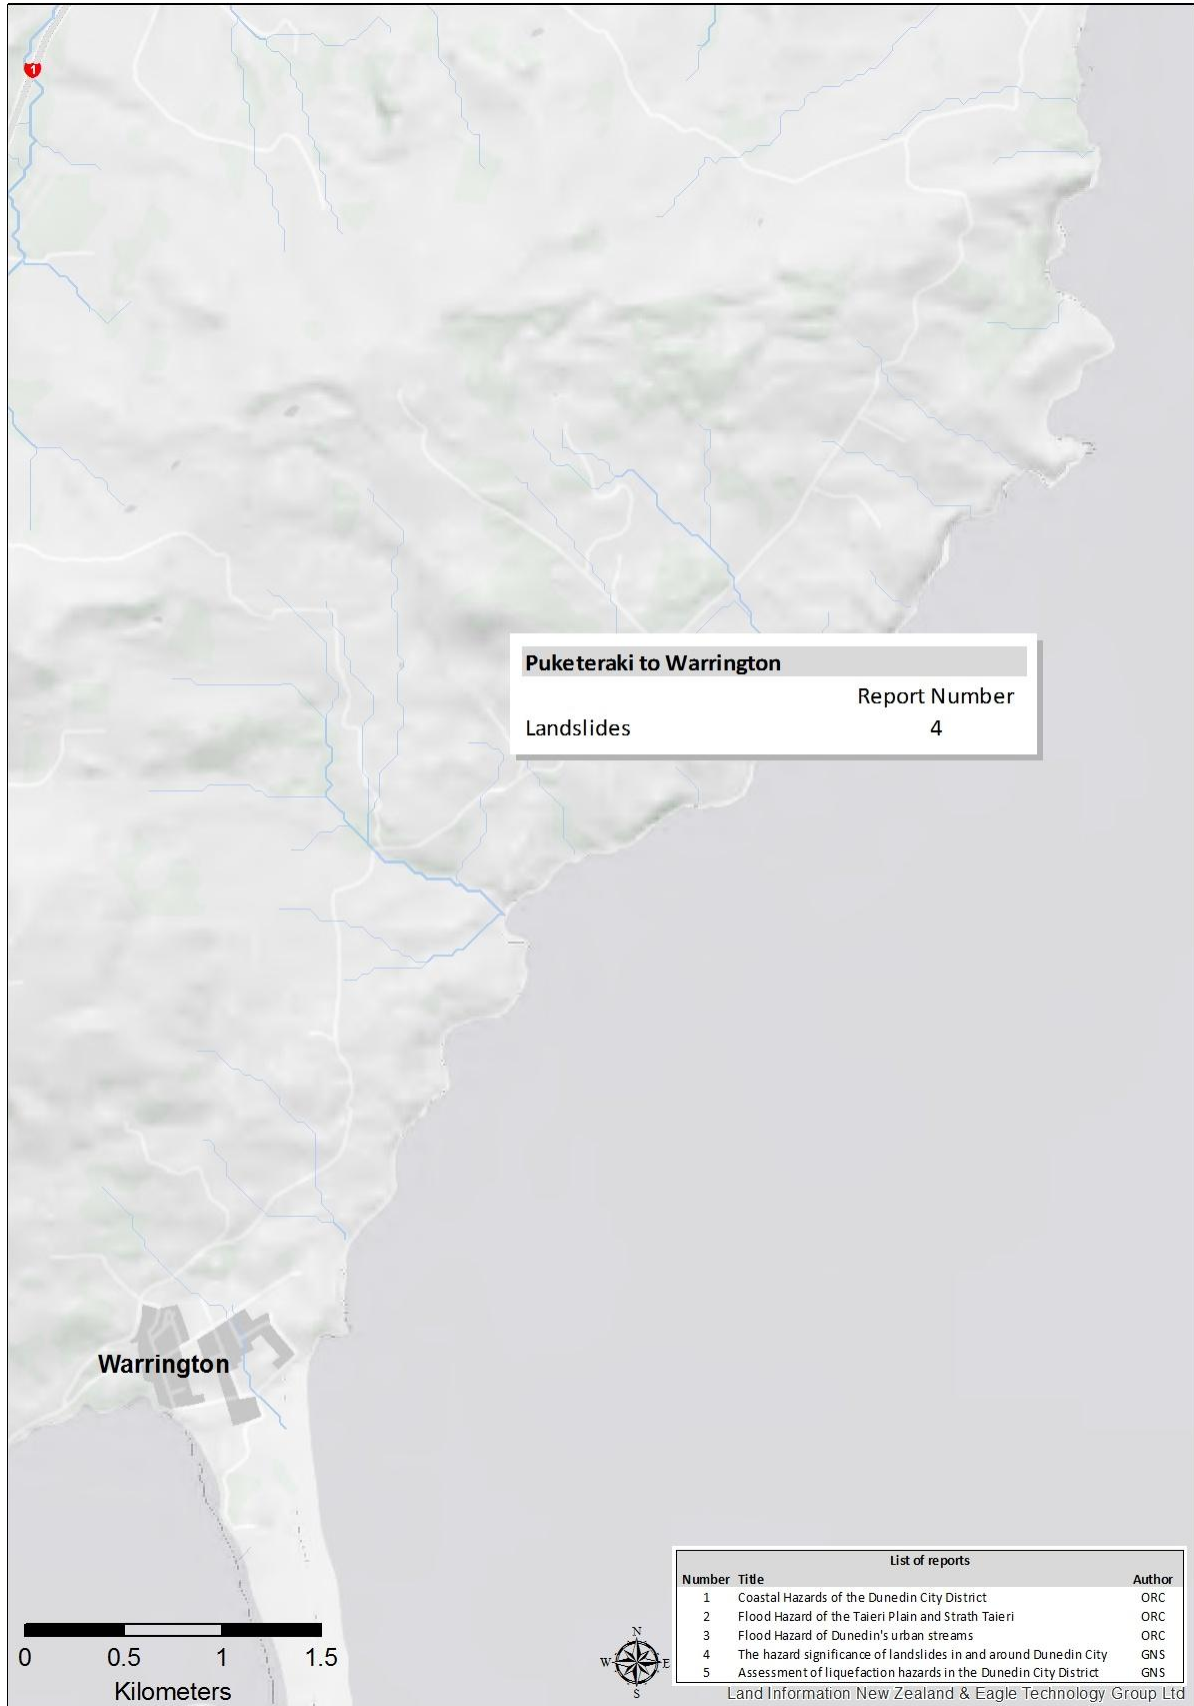 1
Puketeraki to Warrington
Report Number
Landslides 4
Warrington
List of reports
Number Title Author
1 Coastal Hazards of the Dunedin City District ORC
2 Flood Hazard of the Taieri Plain and Strath Taieri ORC
3 Flood Hazard of Dunedin's urban streams ORC
4 The hazard significance of landslides in and around Dunedin City GNS
5 Assessment of liquefaction hazards in the Dunedin City District GNS
0 0.5 1 1.5
Kilometers
N
W E
S
Land Information New Zealand & Eagle Technology Group Ltd